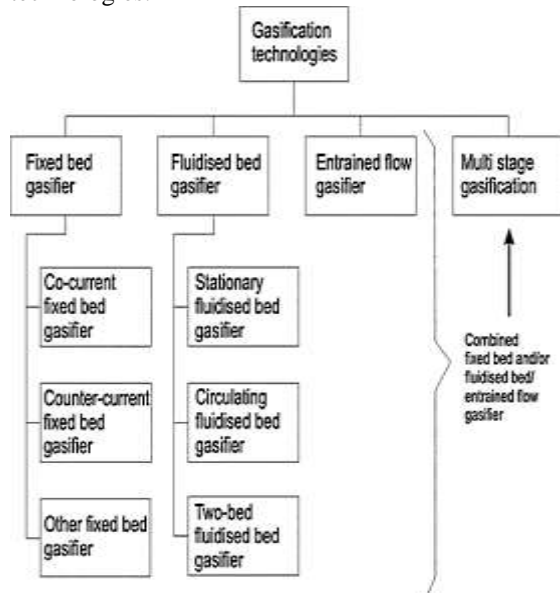 technologies.
Gasification
technologies
Fixed bed
gasifier
Fluidised bed
gasifier
Entrained flow
gasifier
Multi stage
gasification
Co-current
fixed bed
gasifier
Counter-current
fixed bed
gasifier
Other fixed bed
gasifier
Stationary
fluidised bed
gasifier
Circulating
fluidised bed
gasifier
Two-bed
fluidised bed
gasifier
Combined
fixed bed and/or
fluidised bed/
entrained flow
gasifier